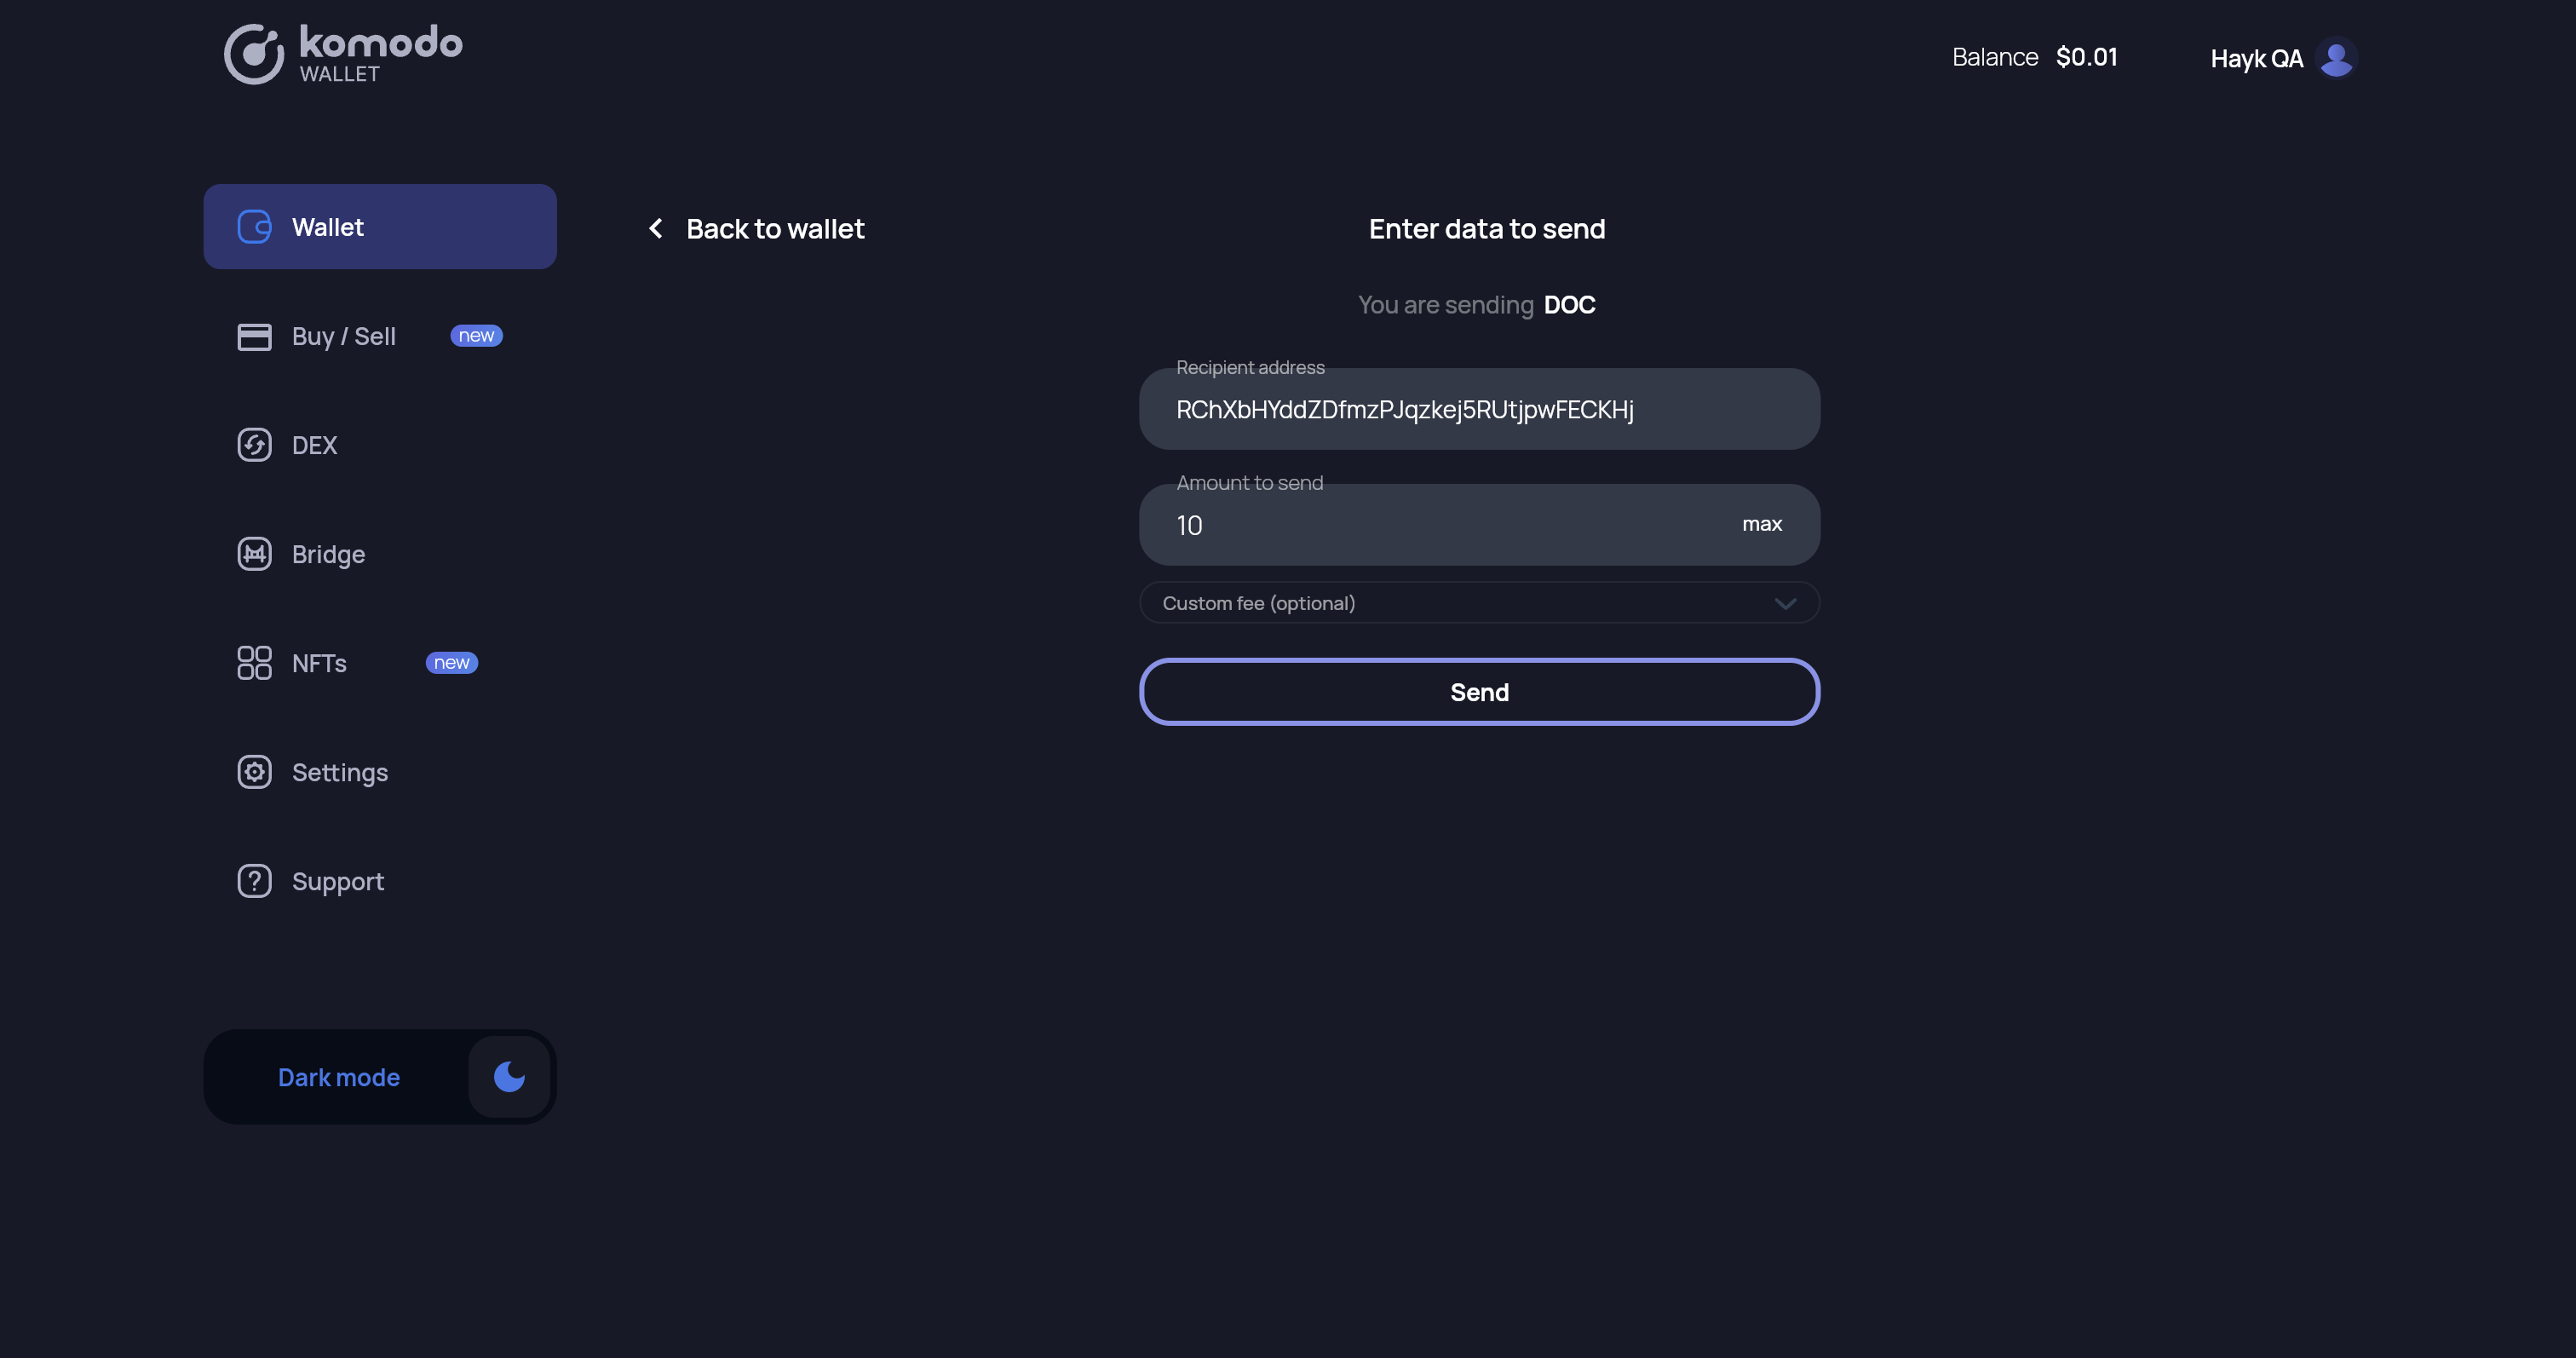 komodo
WALLET
Balance $0.01
Hayk QA
Wallet
Buy / Sell new
DEX
Bridge
NFTs new
Settings
Support
Dark mode
Back to wallet
Enter data to send
You are sending DOC
Recipient address
RChXbHYddZDfmzPJqzkej5RUtjpwFECKHj
Amount to send
10 max
Custom fee (optional)
Send